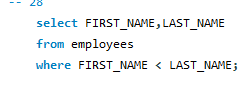 -- 28
select FIRST_NAME,LAST_NAME
from employees
where FIRST_NAME < LAST_NAME;